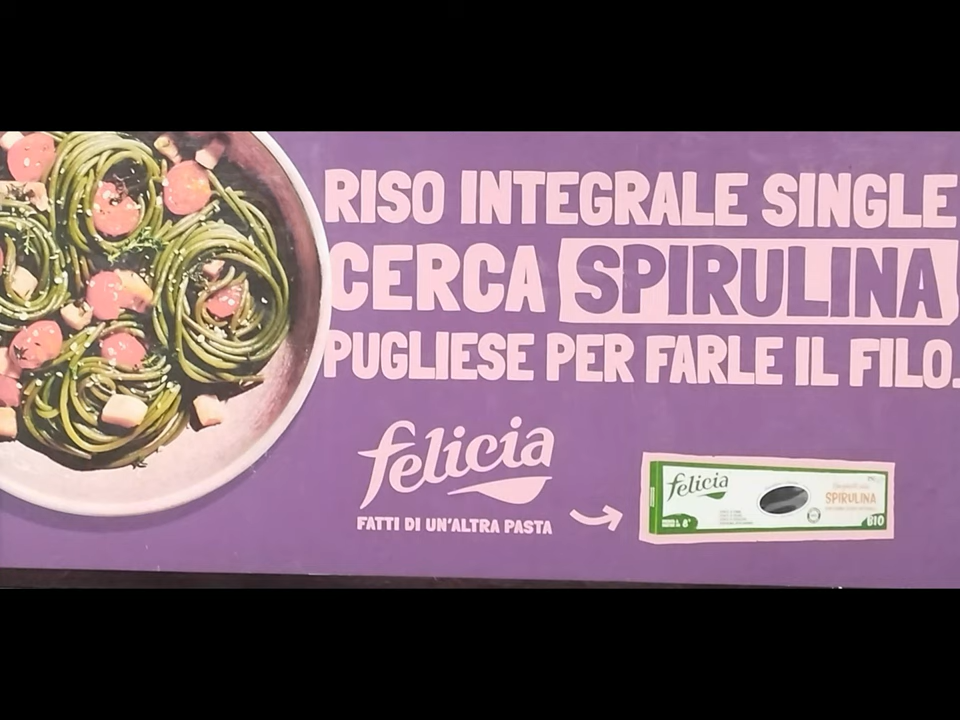 RISO INTEGRALE SINGLE
CERCA SPIRULINA
PUGLIESE PER FARLE IL FILO.
felicia
FATTI DI UN'ALTRA PASTA
felicia
SPIRULINA
BIO